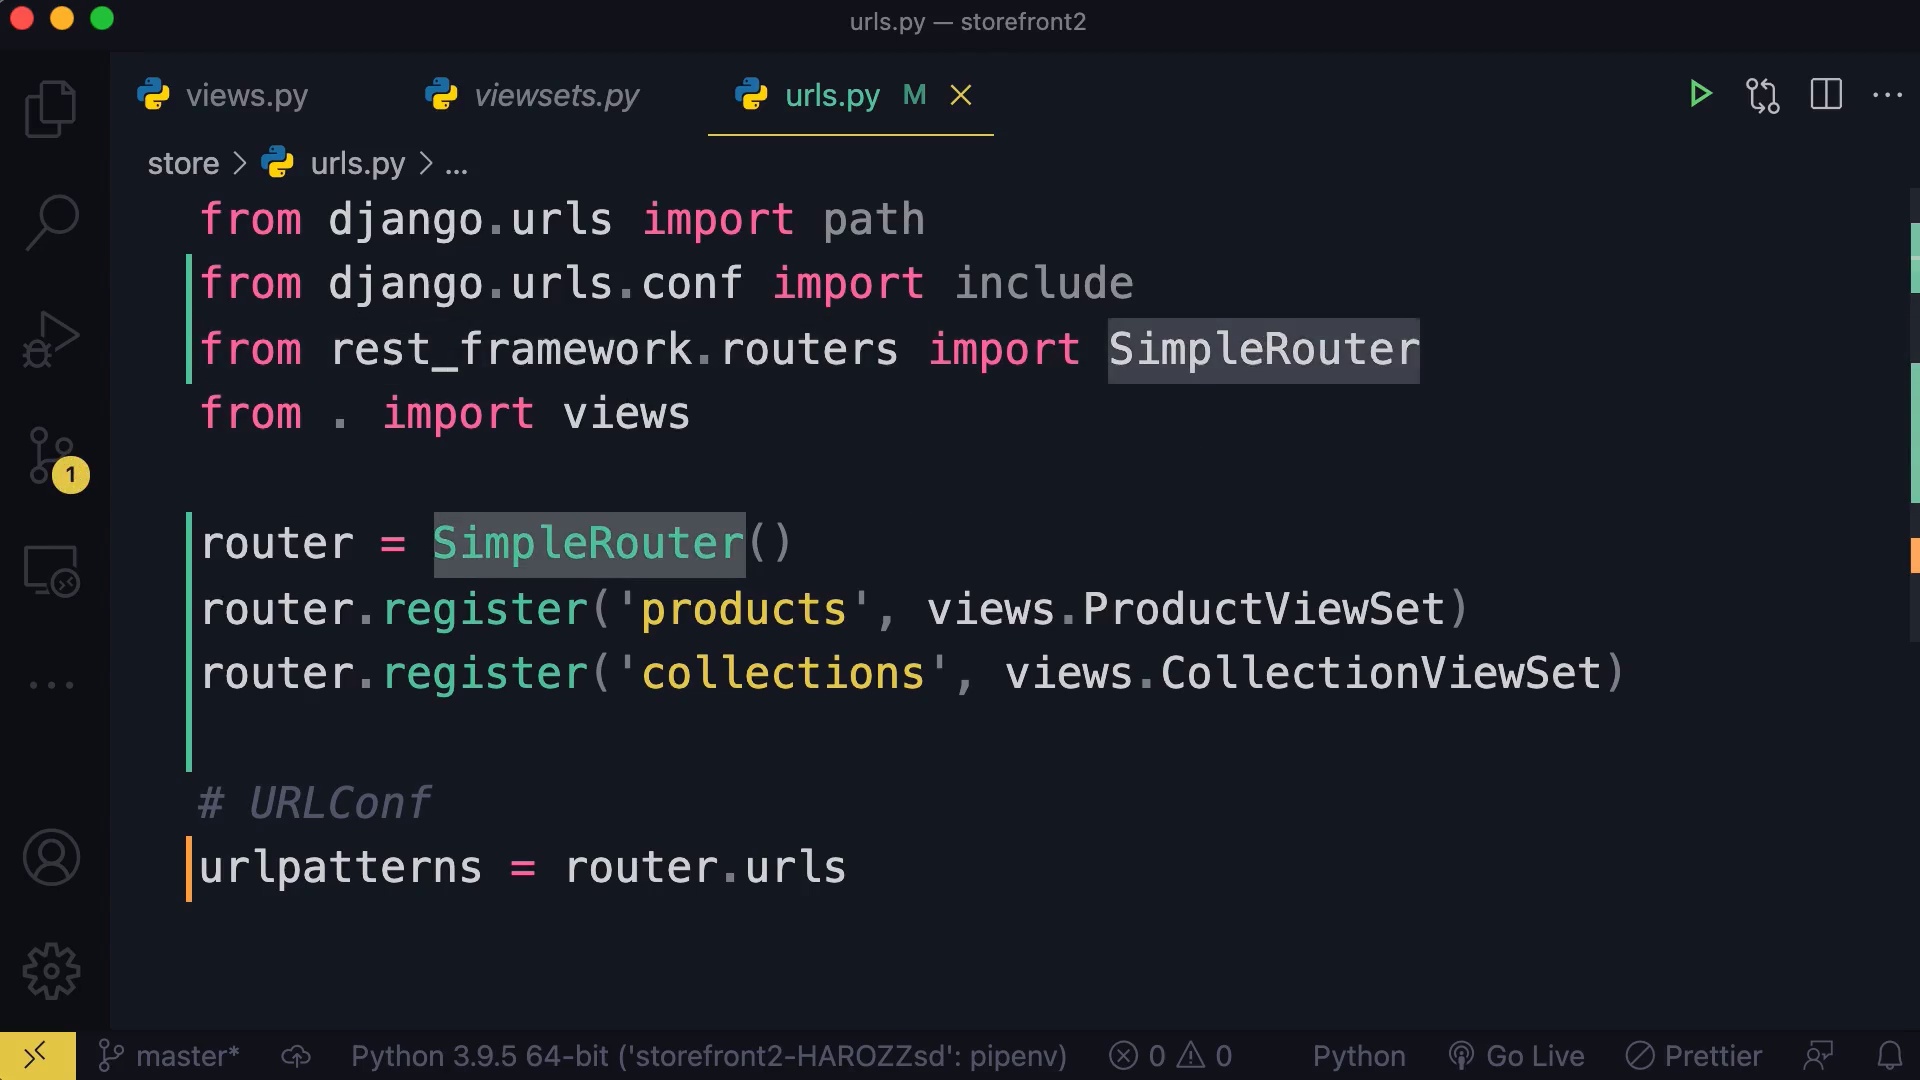 urls.py — storefront2
views.py viewsets.py urls.py M
store > urls.py > ...
from django.urls import path
from django.urls.conf import include
from rest_framework.routers import SimpleRouter
from . import views
router = SimpleRouter()
router.register('products', views.ProductViewSet)
router.register('collections', views.CollectionViewSet)
# URLConf
urlpatterns = router.urls
1
master* Python 3.9.5 64-bit ('storefront2-HAROZZsd': pipenv) 0 0 Python Go Live Prettier